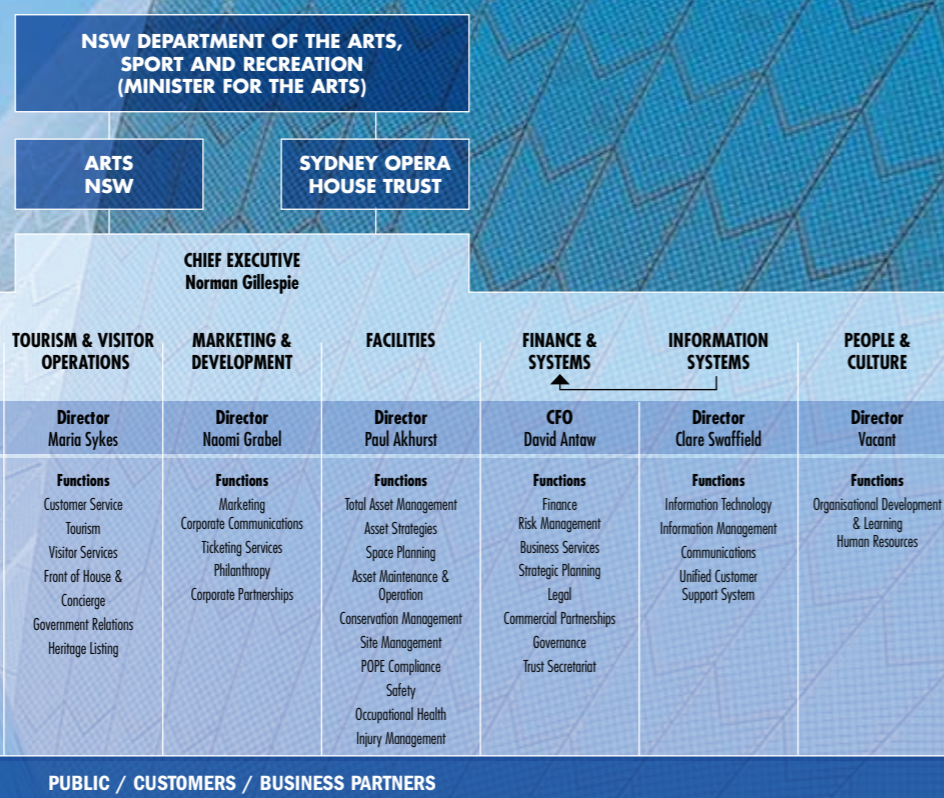 NSW DEPARTMENT OF THE ARTS,
SPORT AND RECREATION
(MINISTER FOR THE ARTS)
ARTS
NSW
SYDNEY OPERA
HOUSE TRUST
CHIEF EXECUTIVE
Norman Gillespie
TOURISM & VISITOR
OPERATIONS
Director
Maria Sykes
Functions
Customer Service
Tourism
Visitor Services
Front of House &
Concierge
Government Relations
Heritage Listing
MARKETING &
DEVELOPMENT
Director
Naomi Grabel
Functions
Marketing
Corporate Communications
Ticketing Services
Philanthropy
Corporate Partnerships
FACILITIES
Director
Paul Akhurst
Functions
Total Asset Management
Asset Strategies
Space Planning
Asset Maintenance &
Operation
Conservation Management
Site Management
POPE Compliance
Safety
Occupational Health
Injury Management
FINANCE &
SYSTEMS
CFO
David Antaw
Functions
Finance
Risk Management
Business Services
Strategic Planning
Legal
Commercial Partnerships
Governance
Trust Secretariat
INFORMATION
SYSTEMS
Director
Clare Swaffield
Functions
Information Technology
Information Management
Communications
Unified Customer
Support System
PEOPLE &
CULTURE
Director
Vacant
Functions
Organisational Development
& Learning
Human Resources
PUBLIC / CUSTOMERS / BUSINESS PARTNERS